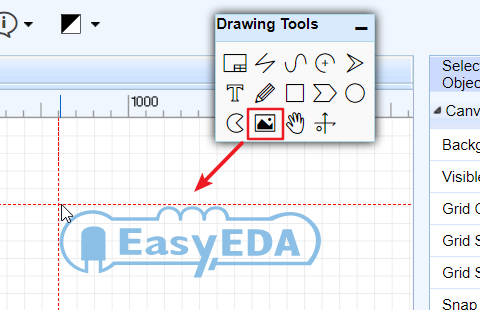 Drawing Tools
T
1000
EasyEDA
Selec
Objec
Canv
Backg
Visible
Grid C
Grid S
Grid S
Snap